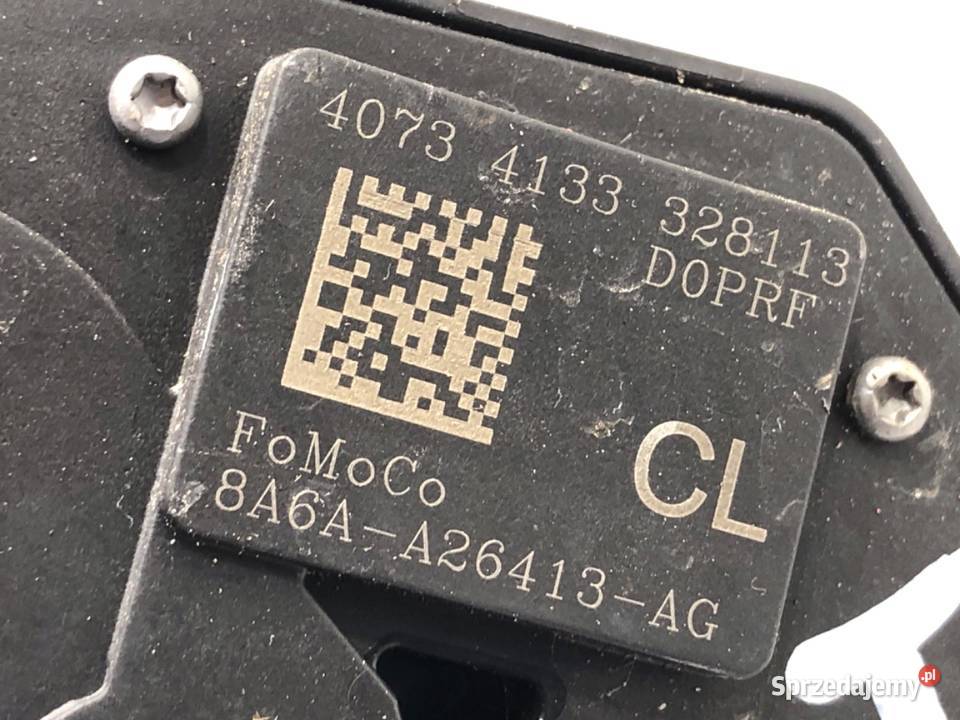 4073 4133 328113
D0PRF
CL
FoMoCo
8A6A-A26413-AG
Sprzedajemy.pl